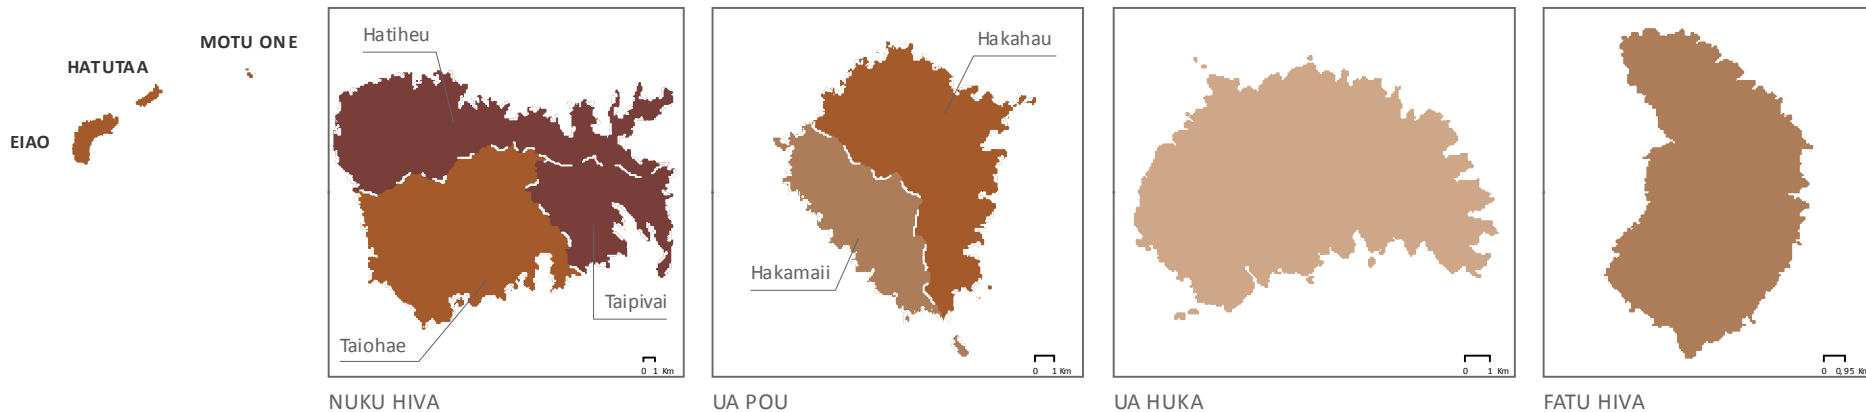 MOTU ONE
HATUTAA
EIAO
Hatiheu
Taipivai
Taiohae
0 1 Km
NUKU HIVA
Hakahau
Hakamaii
0 1 Km
UA POU
0 1 Km
UA HUKA
0 0,95 Km
FATU HIVA